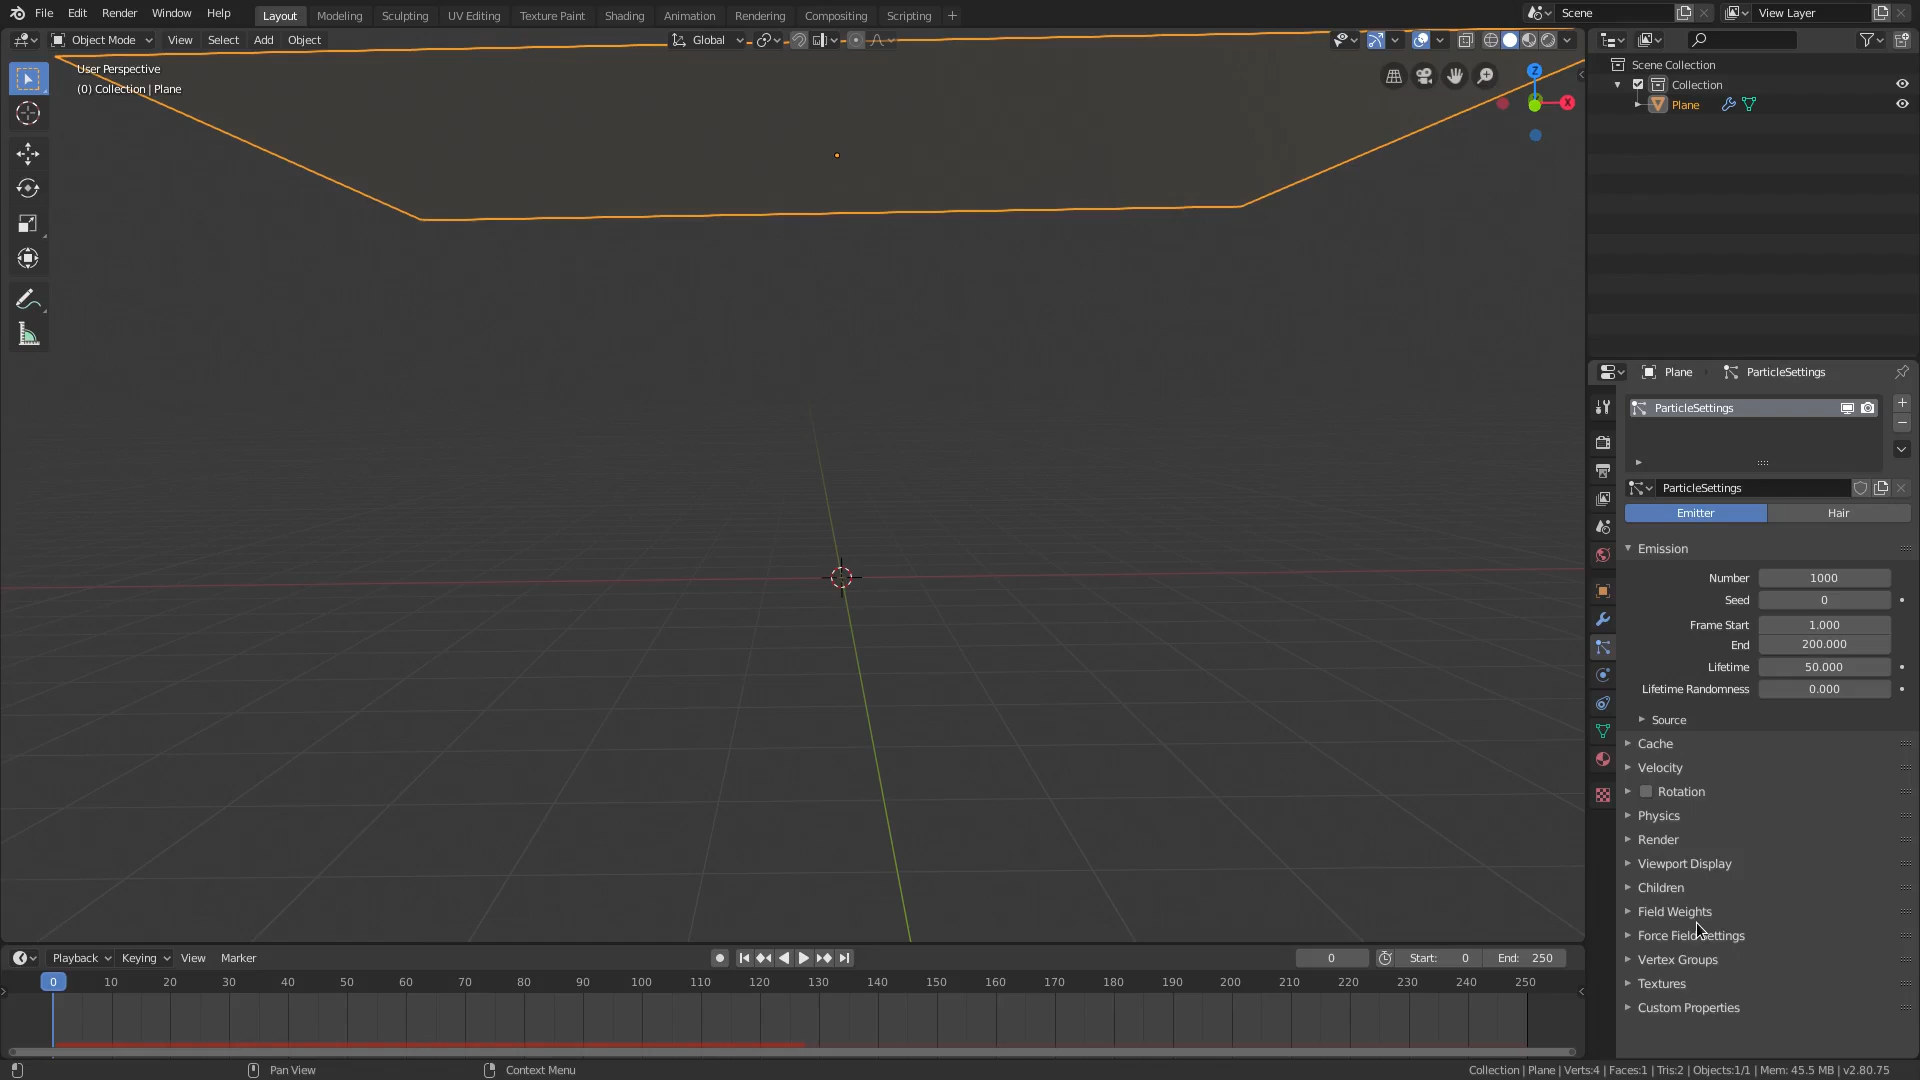 File Edit Render Window Help Layout Modeling Sculpting UV Editing Texture Paint Shading Animation Rendering Compositing Scripting + Scene View Layer
Object Mode View Select Add Object Global
User Perspective
(0) Collection | Plane
Z
X
Scene Collection
Collection
Plane
Plane ParticleSettings
ParticleSettings
ParticleSettings
Emitter Hair
Emission
Number 1000
Seed 0
Frame Start 1.000
End 200.000
Lifetime 50.000
Lifetime Randomness 0.000
Source
Cache
Velocity
Rotation
Physics
Render
Viewport Display
Children
Field Weights
Force Field Settings
Vertex Groups
Textures
Custom Properties
Playback Keying View Marker 0 Start: 0 End: 250
0 10 20 30 40 50 60 70 80 90 100 110 120 130 140 150 160 170 180 190 200 210 220 230 240 250
Pan View Context Menu Collection | Plane | Verts:4 | Faces:1 | Tris:2 | Objects:1/1 | Mem: 45.5 MB | v2.80.75